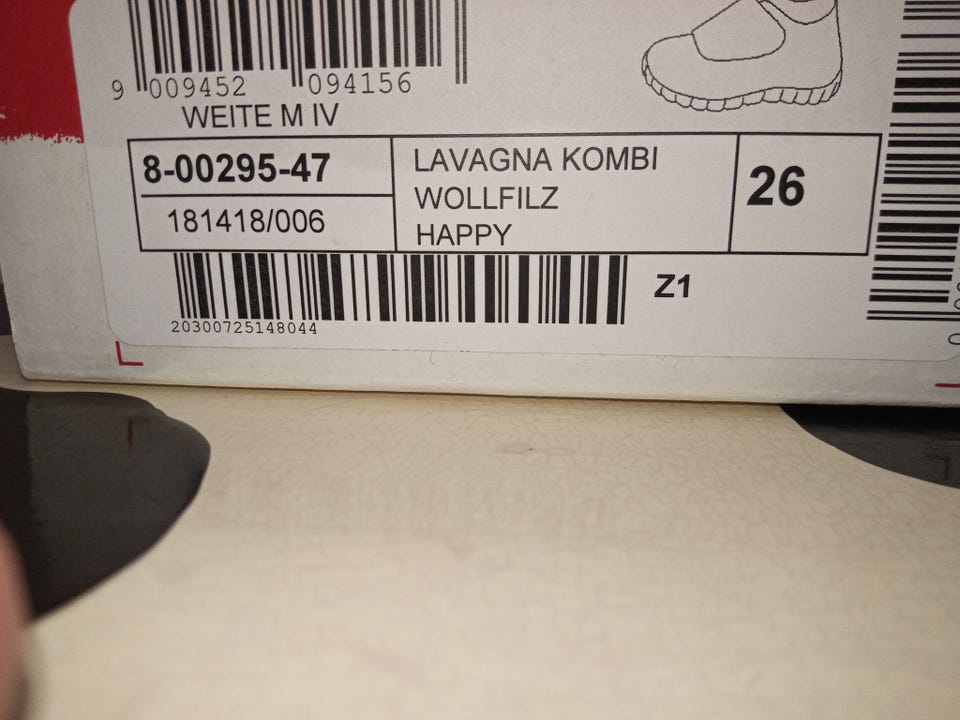 9 009452 094156
WEITE M IV
8-00295-47
181418/006
LAVAGNA KOMBI
WOLLFILZ
HAPPY
26
Z1
20300725148044